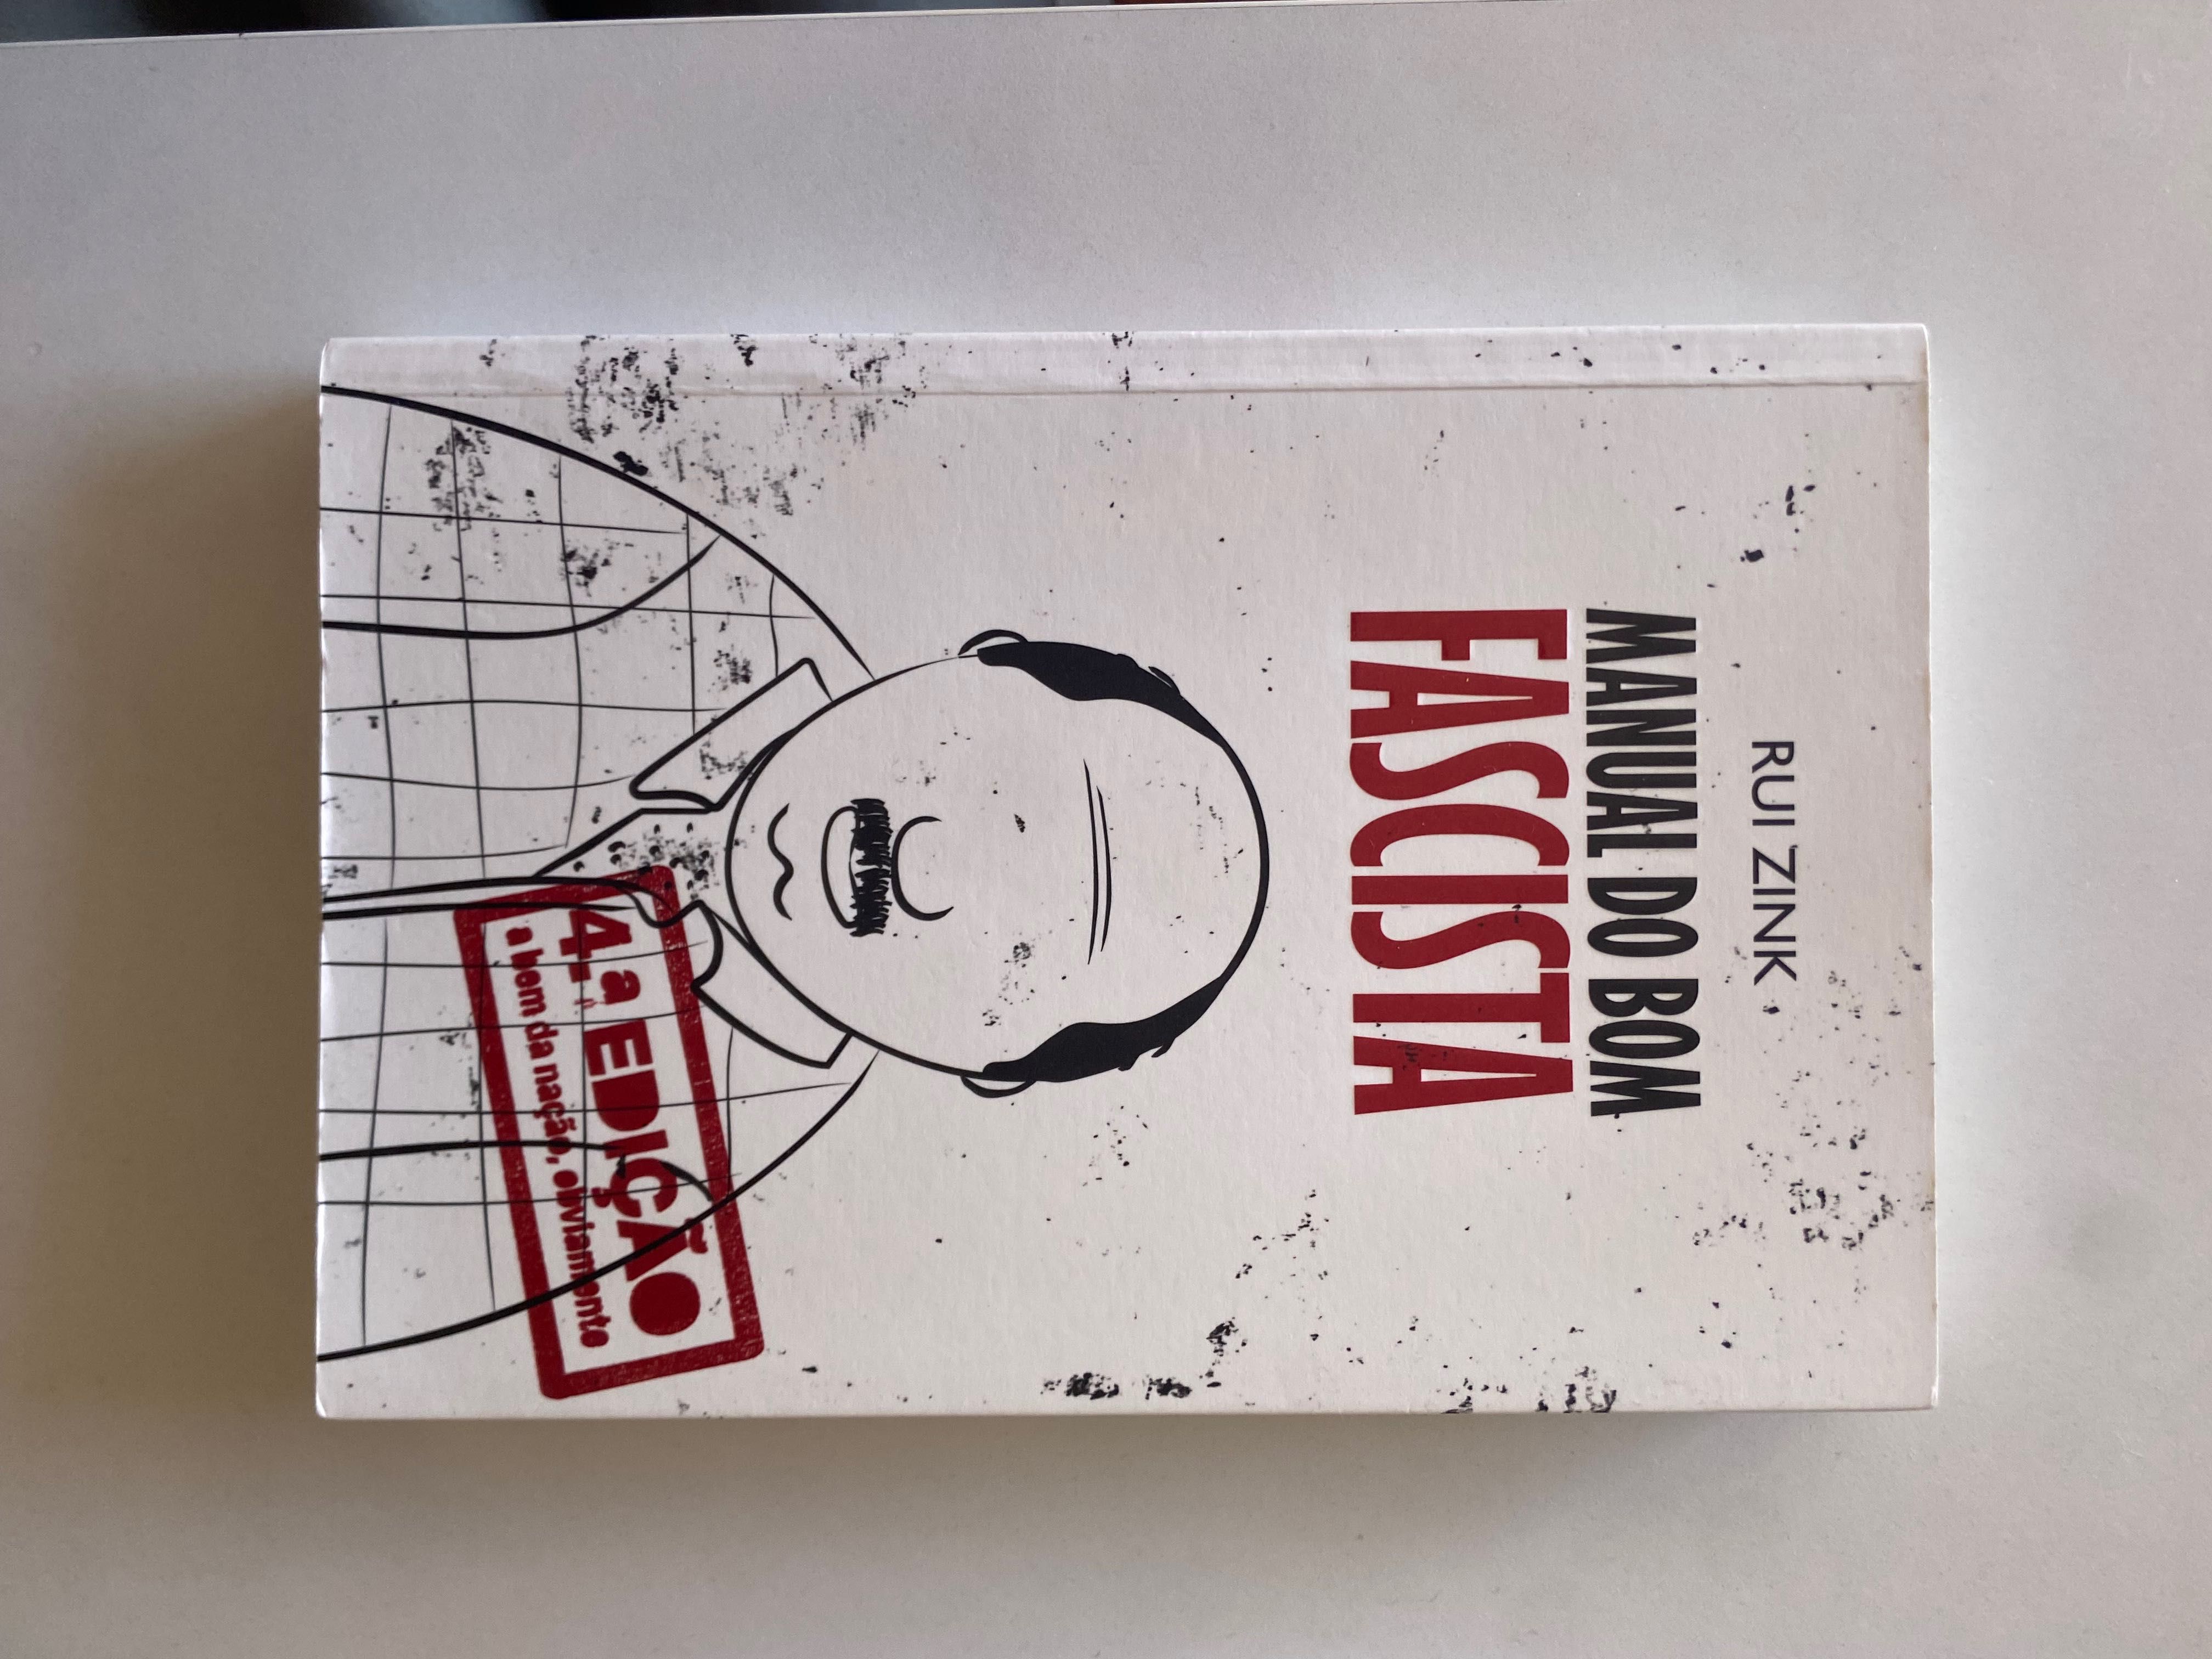 RUI ZINK
MANUAL DO BOM
FASCISTA
4.ª EDIÇÃO
a bem da nação, obviamente